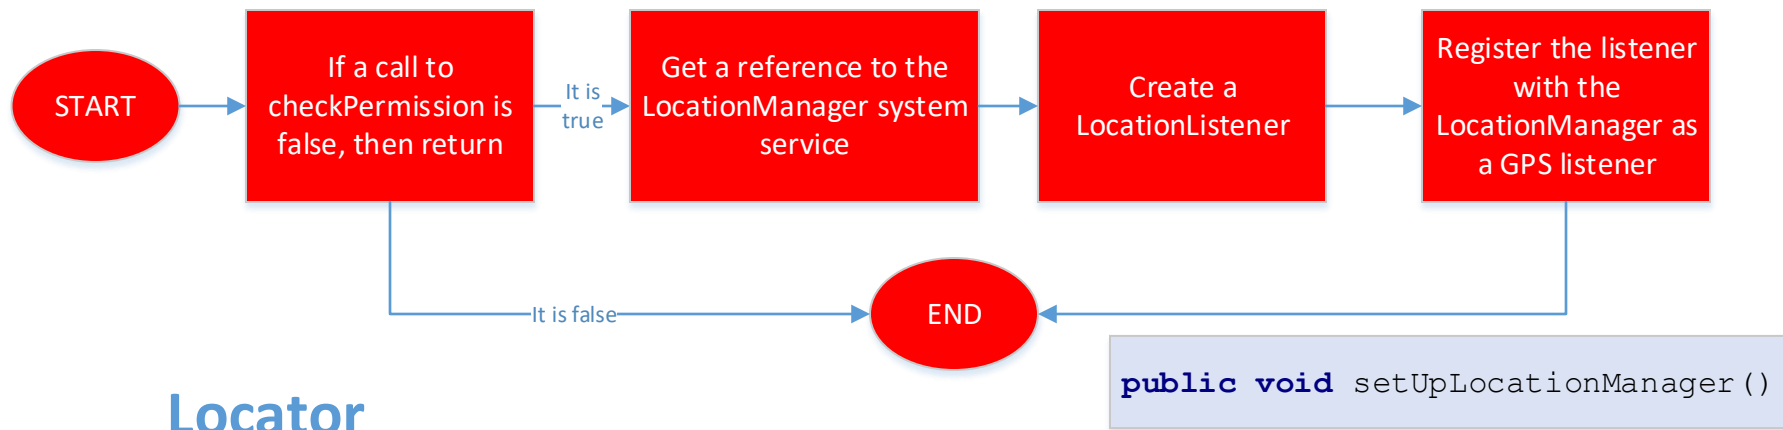 START
If a call to
checkPermission is
false, then return
It is
true
Get a reference to the
LocationManager system
service
Create a
LocationListener
Register the listener
with the
LocationManager as
a GPS listener
It is false
END
public void setUpLocationManager()
Locator